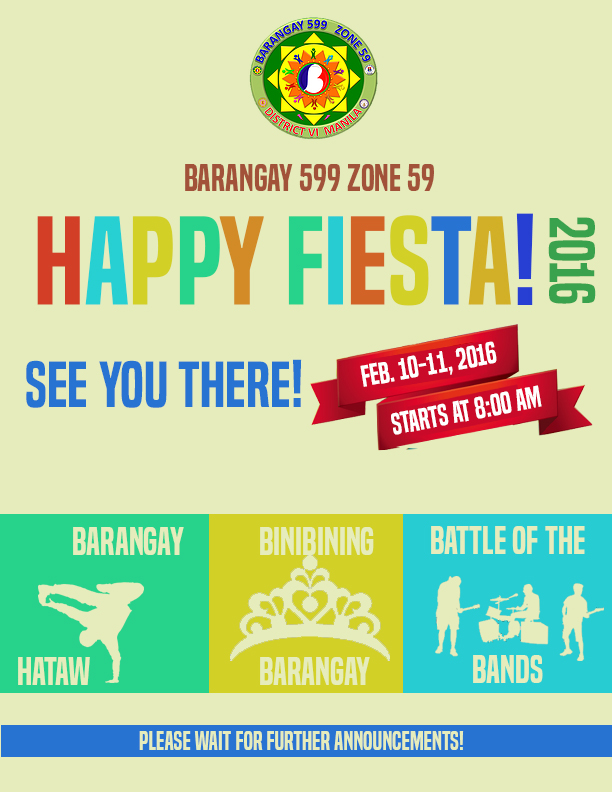 BARANGAY 599 ZONE 59
DISTRICT VI MANILA
B
BARANGAY 599 ZONE 59
HAPPY FIESTA!
2016
SEE YOU THERE!
FEB. 10-11, 2016
STARTS AT 8:00 AM
BARANGAY
HATAW
BINIBINING
BARANGAY
BATTLE OF THE
BANDS
PLEASE WAIT FOR FURTHER ANNOUNCEMENTS!